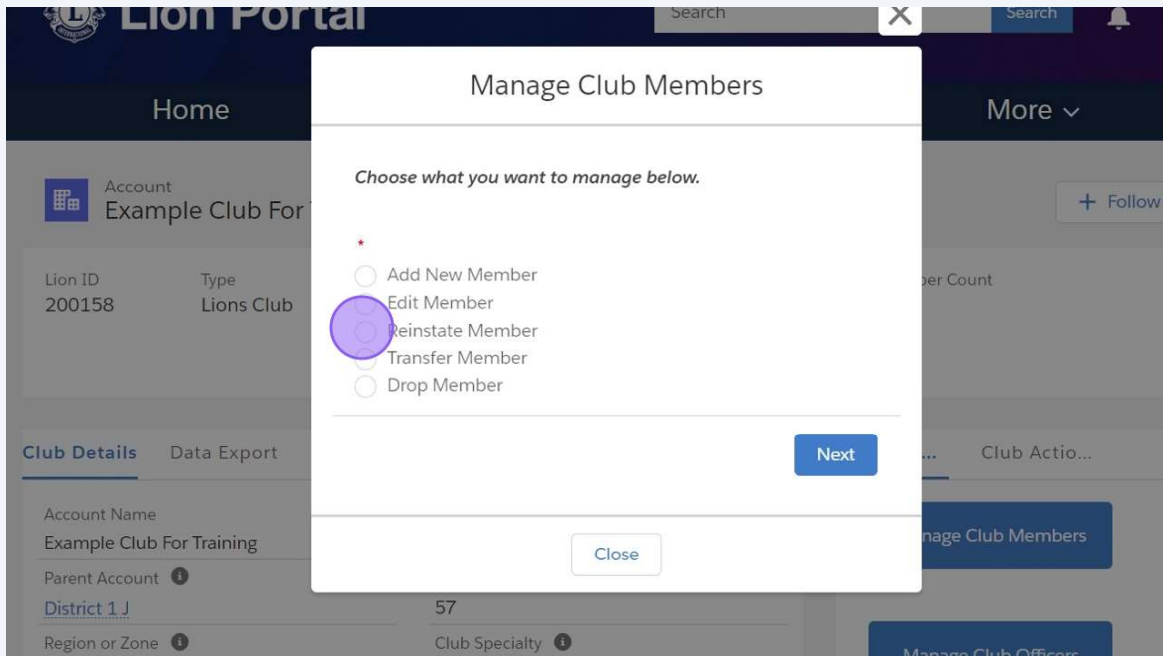 Lion Portal
Search
Search
Home
More
Manage Club Members
Choose what you want to manage below.
*
Add New Member
Edit Member
Reinstate Member
Transfer Member
Drop Member
Next
Close
Account
Example Club For
+ Follow
Lion ID
200158
Type
Lions Club
Count
Club Details
Data Export
Club Actio...
Account Name
Example Club For Training
Parent Account
District 1 J
57
Region or Zone
Club Specialty
Club Members
Manage Club Officers